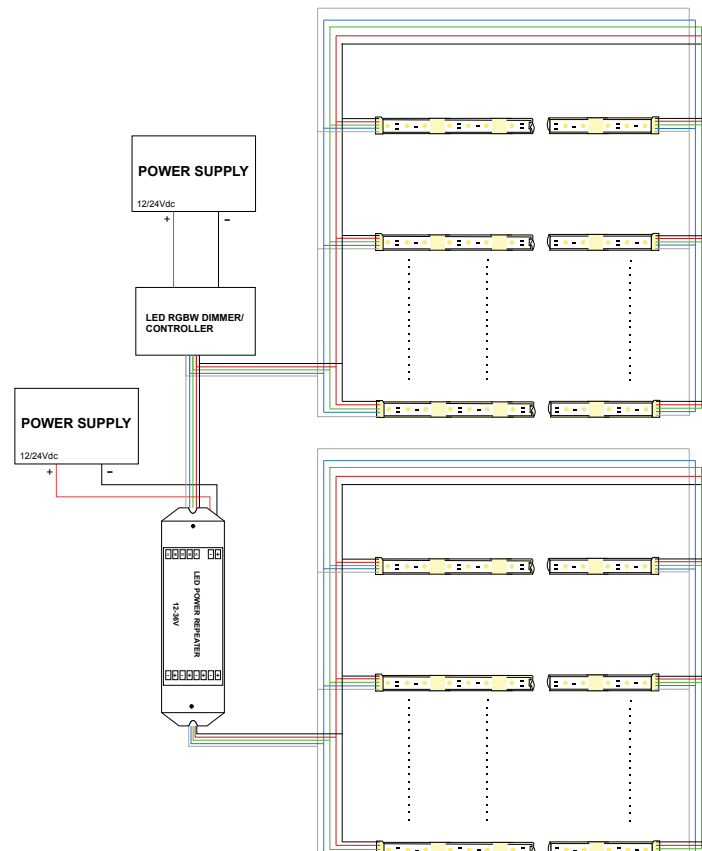 POWER SUPPLY
12/24Vdc
+ -
LED RGBW DIMMER/
CONTROLLER
POWER SUPPLY
12/24Vdc
+ -
LED POWER REPEATER
12-36V